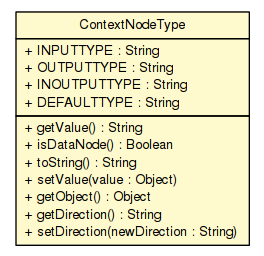 ContextNodeType
+ INPUTTYPE : String
+ OUTPUTTYPE : String
+ INOUTPUTTYPE : String
+ DEFAULTTYPE : String
+ getValue() : String
+ isDataNode() : Boolean
+ toString() : String
+ setValue(value : Object)
+ getObject() : Object
+ getDirection() : String
+ setDirection(newDirection : String)